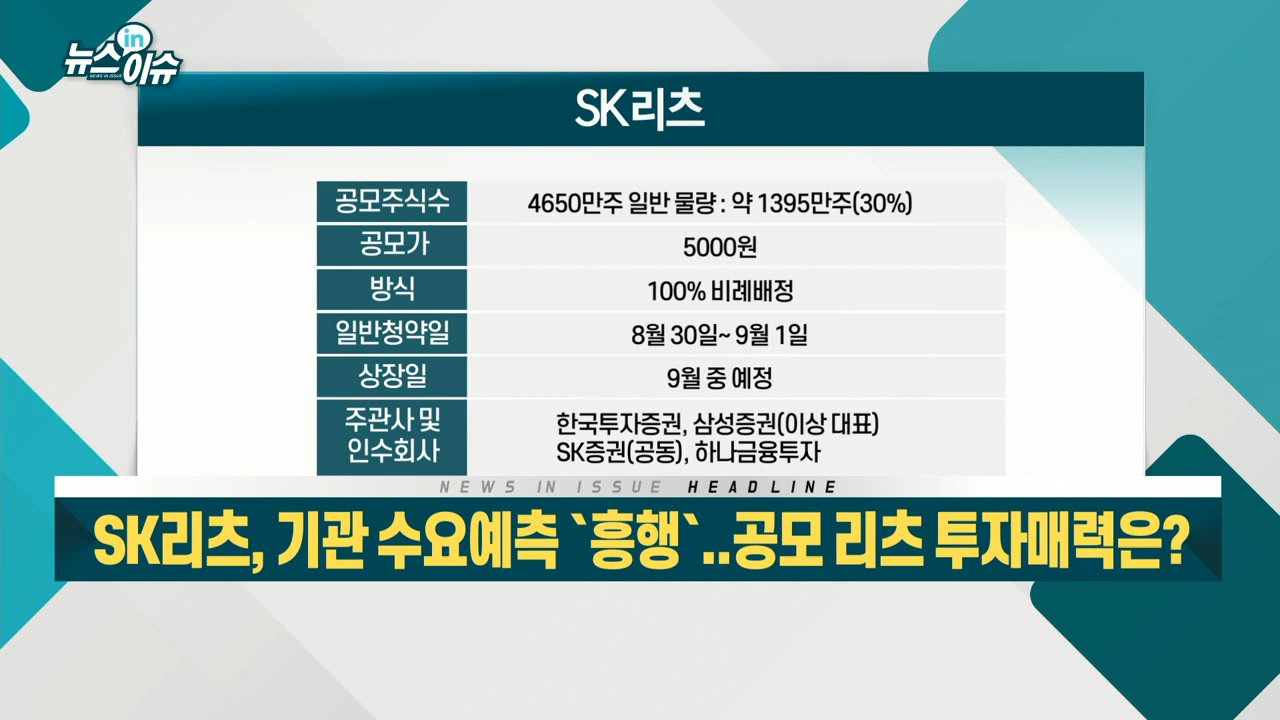 뉴스in이슈
NEWS IN ISSUE
SK리츠
공모주식수 4650만주 일반 물량 : 약 1395만주(30%)
공모가 5000원
방식 100% 비례배정
일반청약일 8월 30일~ 9월 1일
상장일 9월 중 예정
주관사 및
인수회사
한국투자증권, 삼성증권(이상 대표)
SK증권(공동), 하나금융투자
NEWS IN ISSUE HEADLINE
SK리츠, 기관 수요예측 `흥행`..공모 리츠 투자매력은?